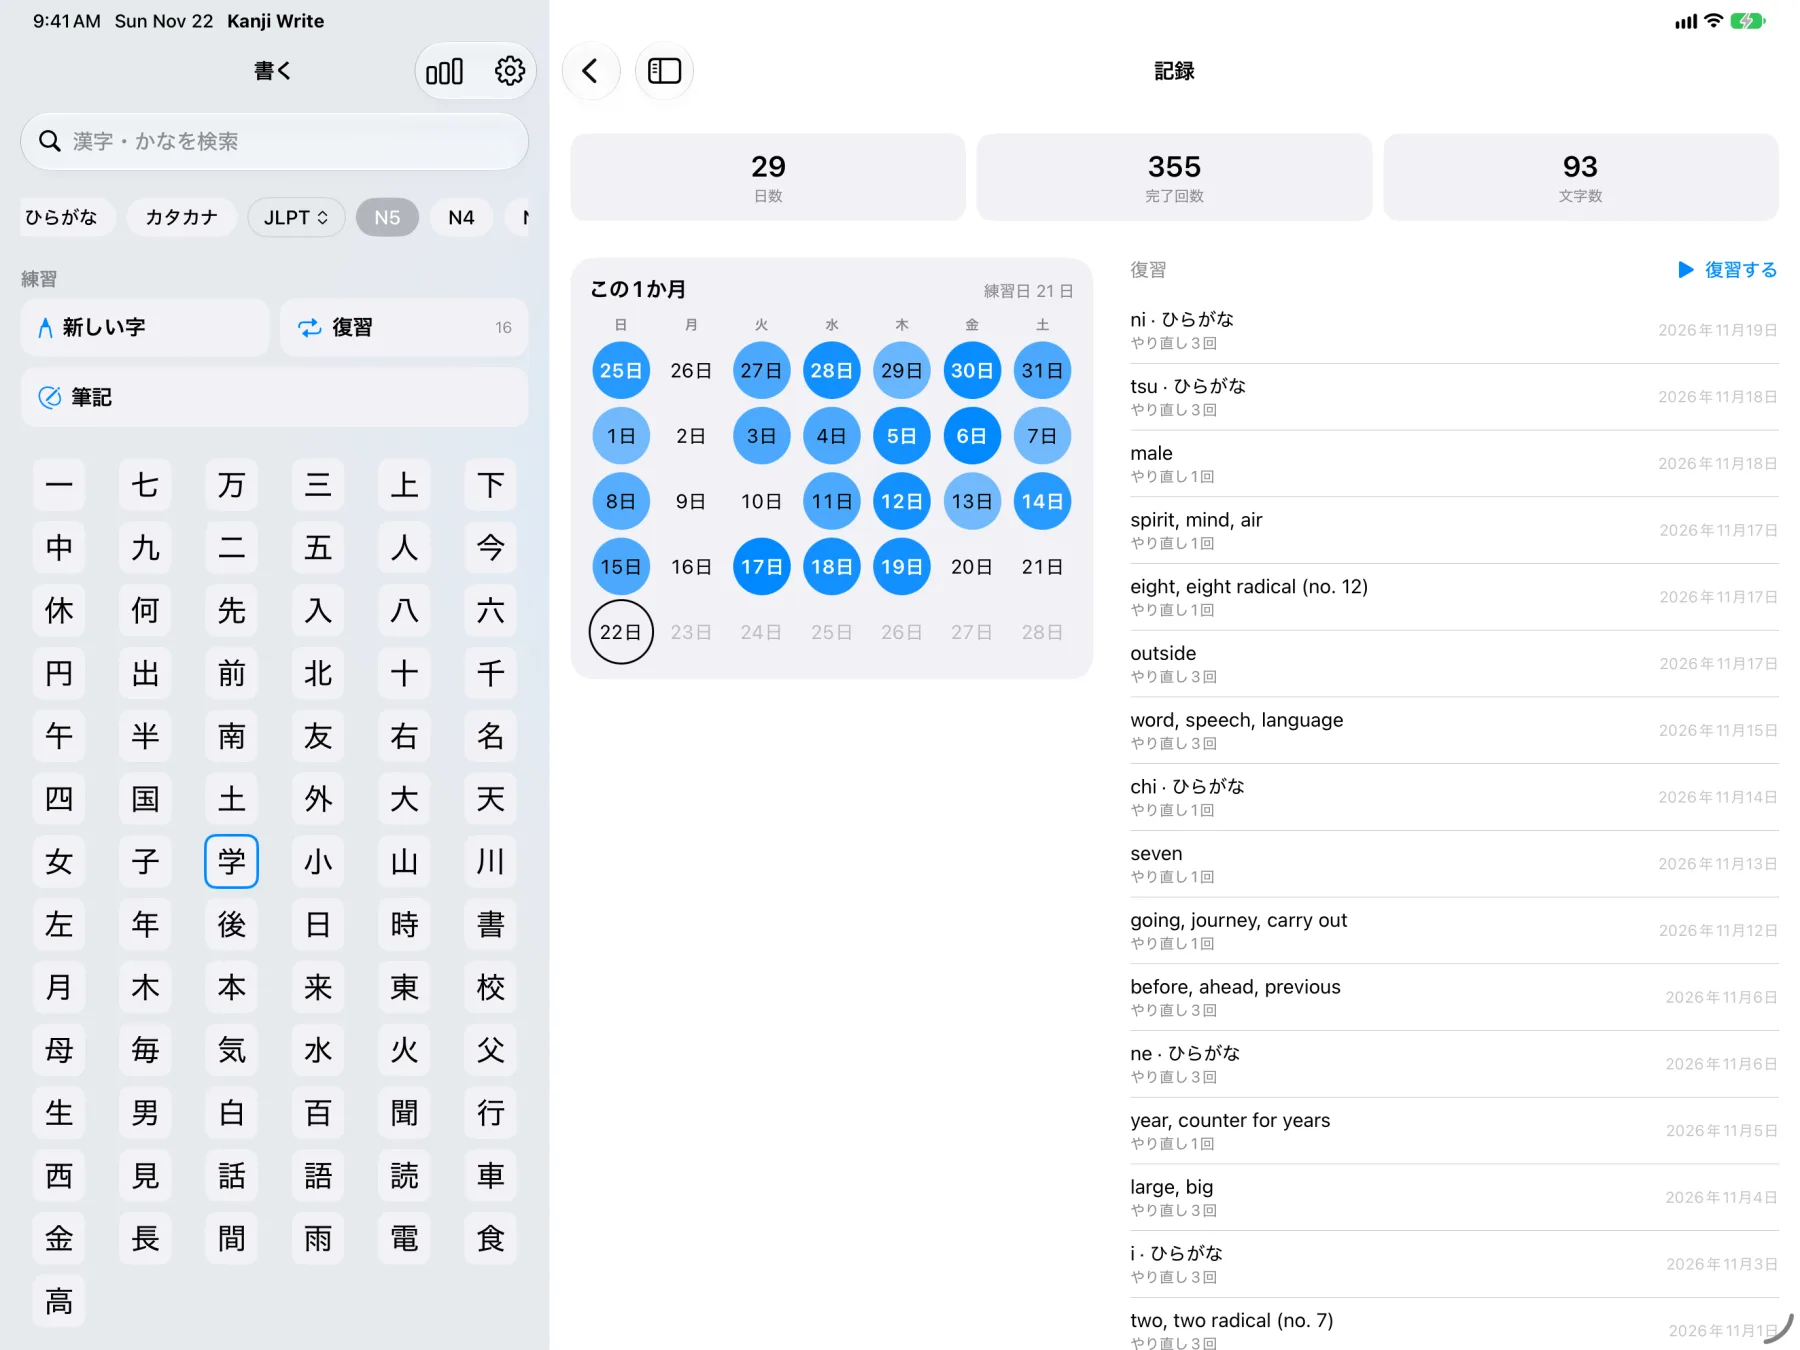 9:41 AM Sun Nov 22 Kanji Write
書く
漢字・かなを検索
ひらがな カタカナ JLPT N5 N4
練習
新しい字 復習 16
筆記
一 七 万 三 上 下
中 九 二 五 人 今
休 何 先 入 八 六
円 出 前 北 十 千
午 半 南 友 右 名
四 国 土 外 大 天
女 子 学 小 山 川
左 年 後 日 時 書
月 木 本 来 東 校
母 毎 気 水 火 父
生 男 白 百 聞 行
西 見 話 語 読 車
金 長 間 雨 電 食
高
記録
29 355 93
日数 完了回数 文字数
この1か月 練習日 21 日
日 月 火 水 木 金 土
25日 26日 27日 28日 29日 30日 31日
1日 2日 3日 4日 5日 6日 7日
8日 9日 10日 11日 12日 13日 14日
15日 16日 17日 18日 19日 20日 21日
22日 23日 24日 25日 26日 27日 28日
復習 復習する
ni · ひらがな 2026年11月19日
やり直し3回
tsu · ひらがな 2026年11月18日
やり直し3回
male 2026年11月18日
やり直し1回
spirit, mind, air 2026年11月17日
やり直し1回
eight, eight radical (no. 12) 2026年11月17日
やり直し1回
outside 2026年11月17日
やり直し3回
word, speech, language 2026年11月15日
やり直し3回
chi · ひらがな 2026年11月14日
やり直し1回
seven 2026年11月13日
やり直し1回
going, journey, carry out 2026年11月12日
やり直し1回
before, ahead, previous 2026年11月6日
やり直し3回
ne · ひらがな 2026年11月6日
やり直し3回
year, counter for years 2026年11月5日
やり直し1回
large, big 2026年11月4日
やり直し3回
i · ひらがな 2026年11月3日
やり直し3回
two, two radical (no. 7) 2026年11月1日
やり直し3回